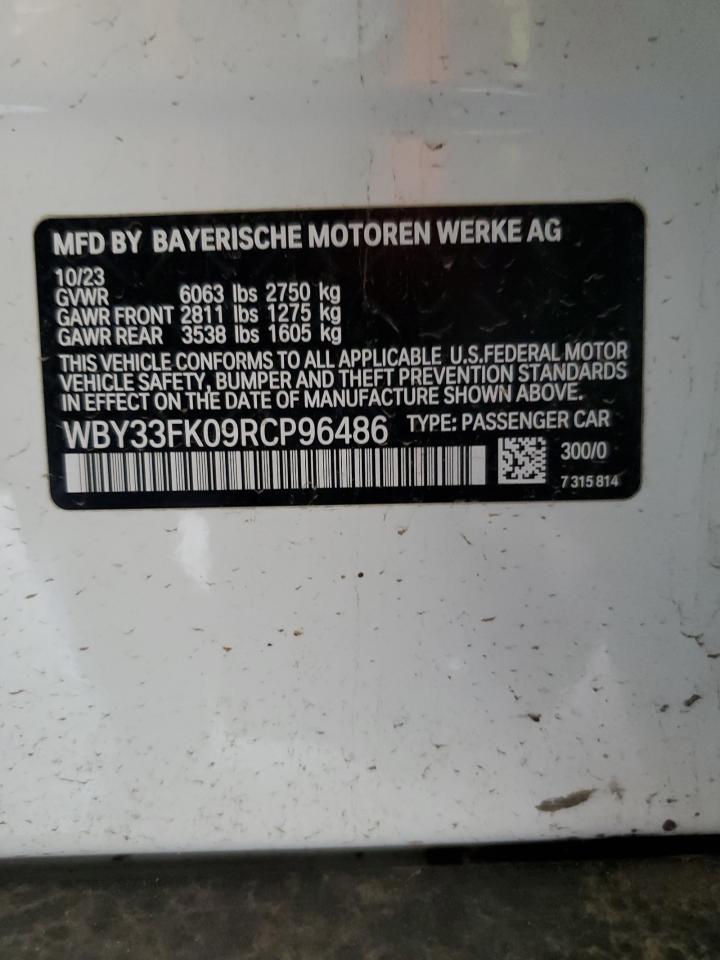 MFD BY BAYERISCHE MOTOREN WERKE AG
10/23
GVWR 6063 lbs 2750 kg
GAWR FRONT 2811 lbs 1275 kg
GAWR REAR 3538 lbs 1605 kg
THIS VEHICLE CONFORMS TO ALL APPLICABLE U.S.FEDERAL MOTOR
VEHICLE SAFETY, BUMPER AND THEFT PREVENTION STANDARDS
IN EFFECT ON THE DATE OF MANUFACTURE SHOWN ABOVE.
WBY33FK09RCP96486 TYPE: PASSENGER CAR
300/0
7 315 814